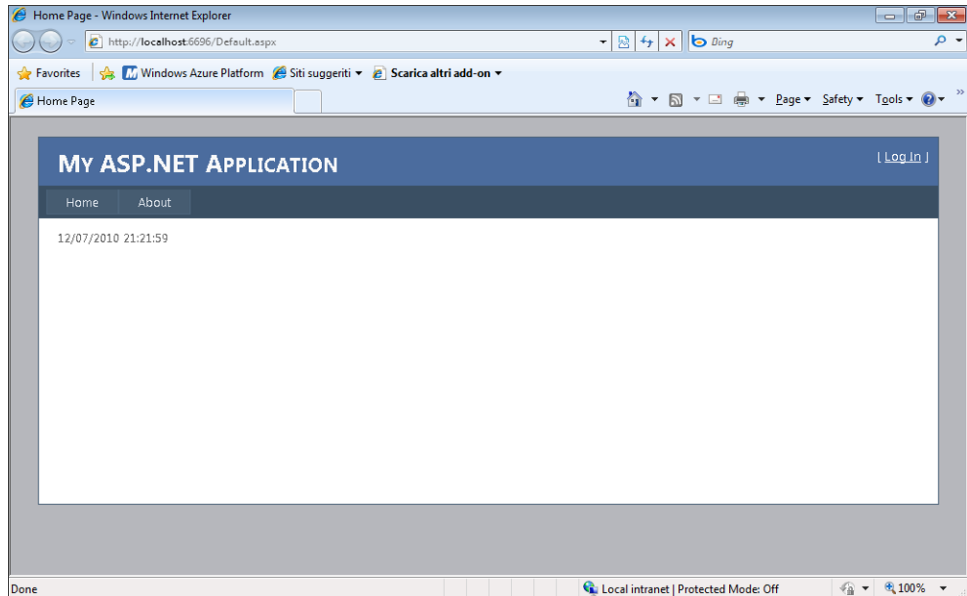 Home Page - Windows Internet Explorer
http://localhost:6696/Default.aspx
Bing
Favorites
Windows Azure Platform
Siti suggeriti
Scarica altri add-on
Home Page
Page
Safety
Tools
»
MY ASP.NET APPLICATION
[ Log In ]
Home
About
12/07/2010 21:21:59
Done
Local intranet | Protected Mode: Off
100%